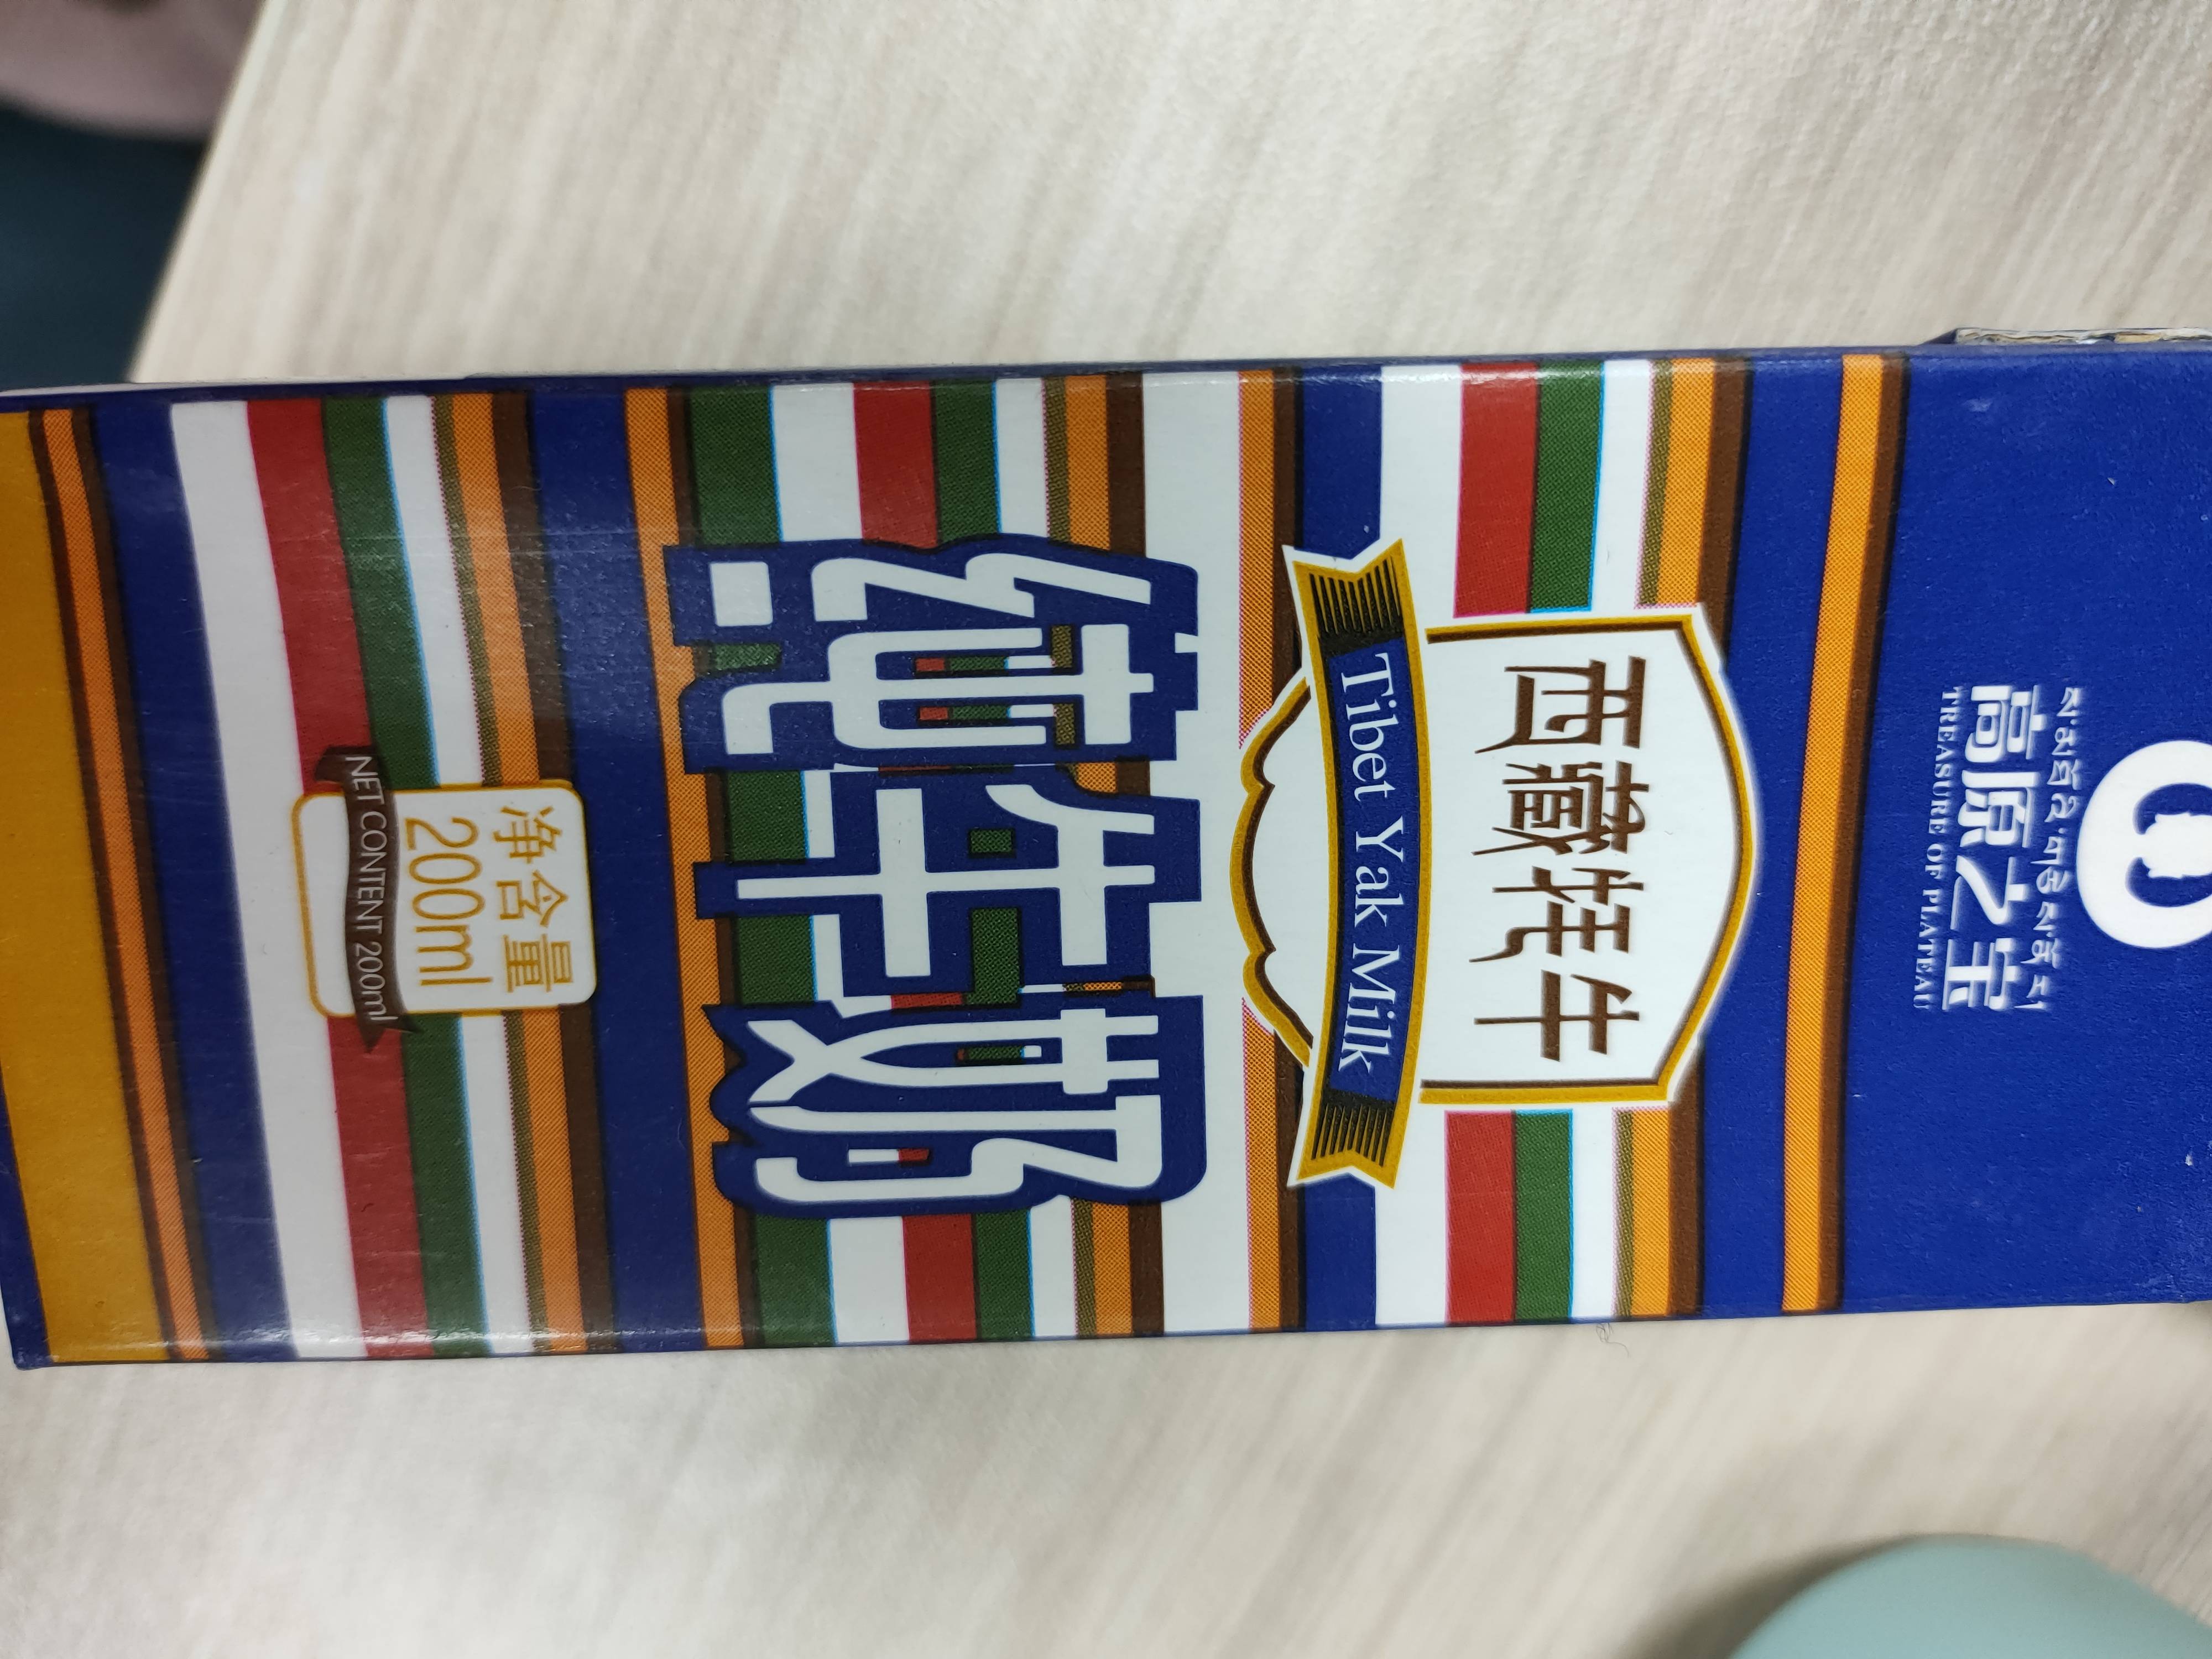 高原之宝
TREASURE OF PLATEAU
西藏牦牛
Tibet Yak Milk
纯牛奶
净含量
200ml
NET CONTENT 200ml